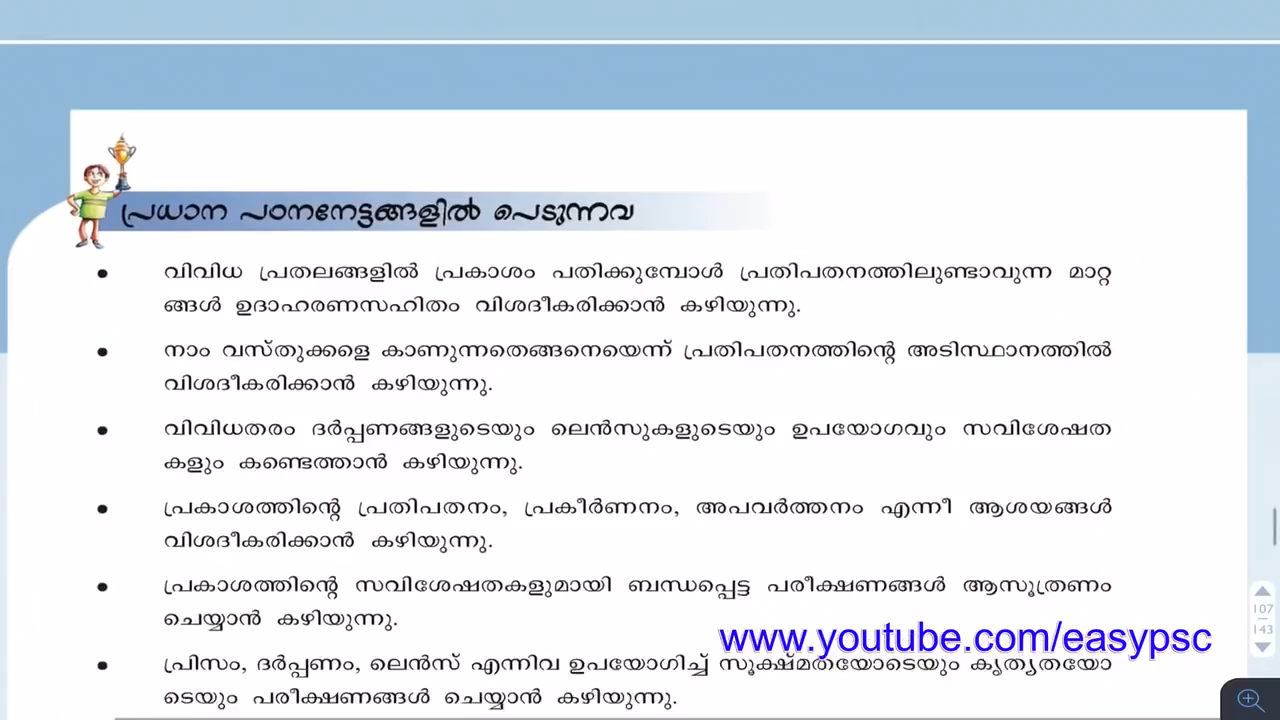 പ്രധാന പഠനനേട്ടങ്ങളിൽ പെടുന്നവ
• വിവിധ പ്രതലങ്ങളിൽ പ്രകാശം പതിക്കുമ്പോൾ പ്രതിപതനത്തിലുണ്ടാവുന്ന മാറ്റ
ങ്ങൾ ഉദാഹരണസഹിതം വിശദീകരിക്കാൻ കഴിയുന്നു.
• നാം വസ്തുക്കളെ കാണുന്നതെങ്ങനെയെന്ന് പ്രതിപതനത്തിന്റെ അടിസ്ഥാനത്തിൽ
വിശദീകരിക്കാൻ കഴിയുന്നു.
• വിവിധതരം ദർപ്പണങ്ങളുടെയും ലെൻസുകളുടെയും ഉപയോഗവും സവിശേഷത
കളും കണ്ടെത്താൻ കഴിയുന്നു.
• പ്രകാശത്തിന്റെ പ്രതിപതനം, പ്രകീർണനം, അപവർത്തനം എന്നീ ആശയങ്ങൾ
വിശദീകരിക്കാൻ കഴിയുന്നു.
• പ്രകാശത്തിന്റെ സവിശേഷതകളുമായി ബന്ധപ്പെട്ട പരീക്ഷണങ്ങൾ ആസൂത്രണം
ചെയ്യാൻ കഴിയുന്നു.
www.youtube.com/easypsc
• പ്രിസം, ദർപ്പണം, ലെൻസ് എന്നിവ ഉപയോഗിച്ച് സൂക്ഷ്മതയോടെയും കൃത്യതയോ
ടെയും പരീക്ഷണങ്ങൾ ചെയ്യാൻ കഴിയുന്നു.
107
143